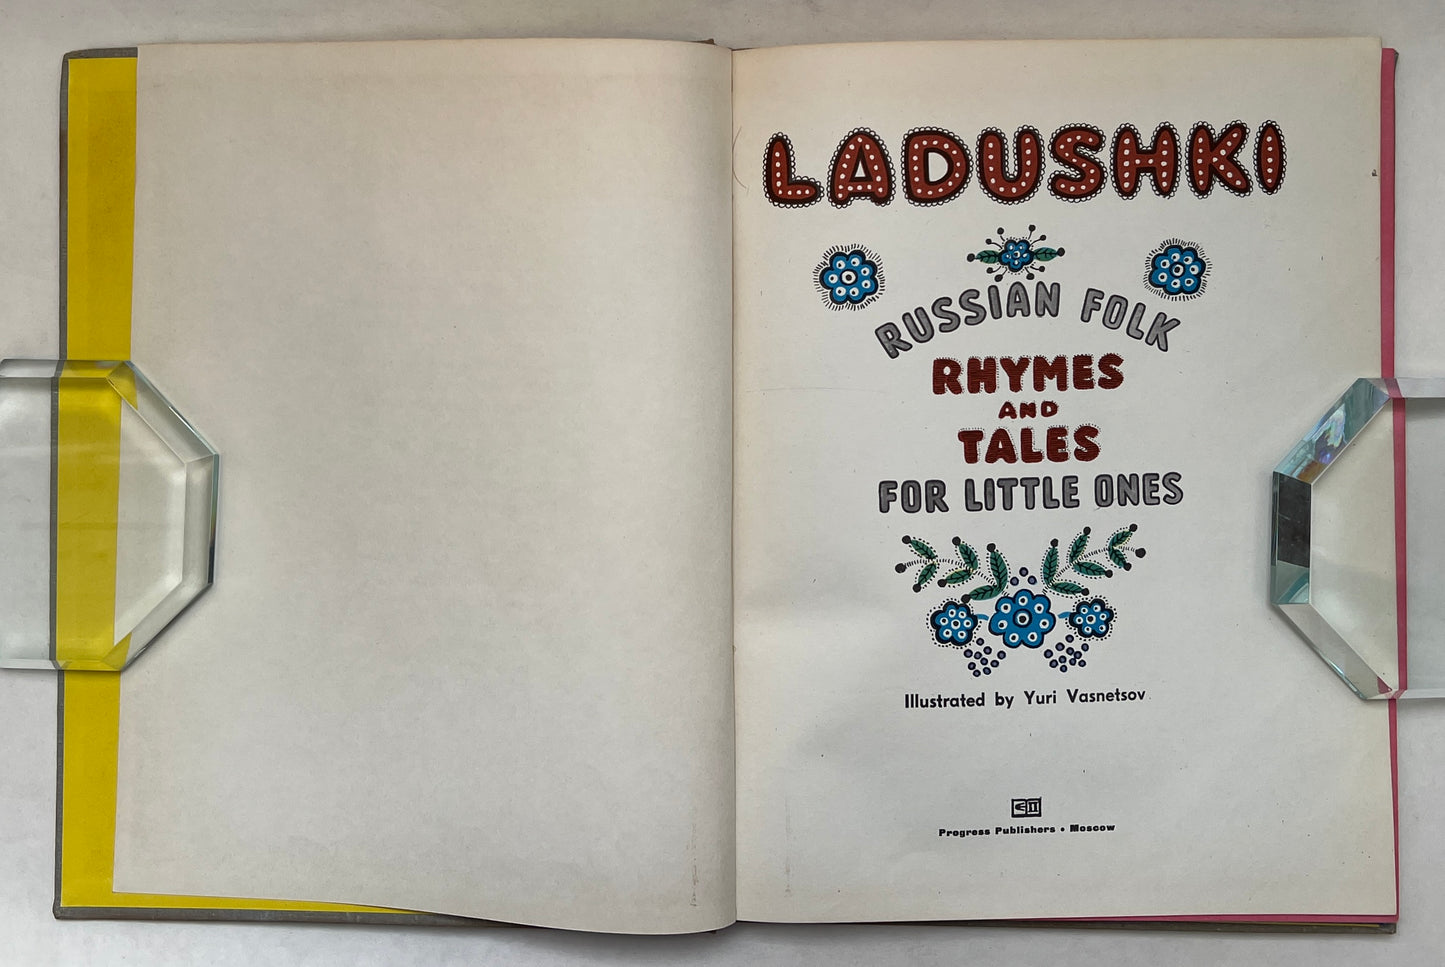 LADUSHKI
RUSSIAN FOLK
RHYMES
AND
TALES
FOR LITTLE ONES
Illustrated by Yuri Vasnetsov
Progress Publishers • Moscow